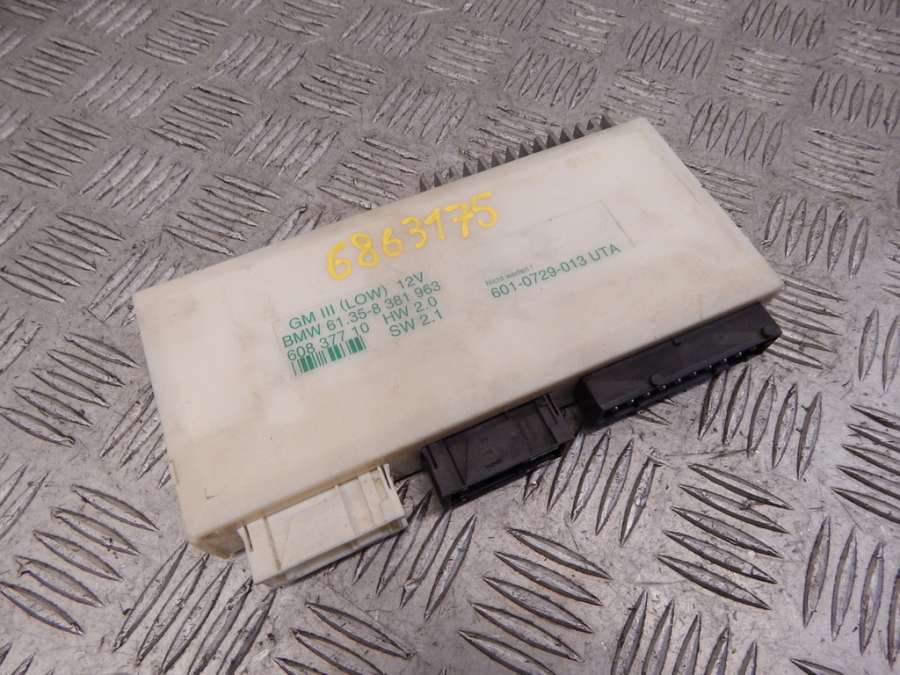 6863175
GM III (LOW) 12V
BMW 61.35-8 381 963
608 377 10 HW 2.0
SW 2.1
601-0729-013 UTA